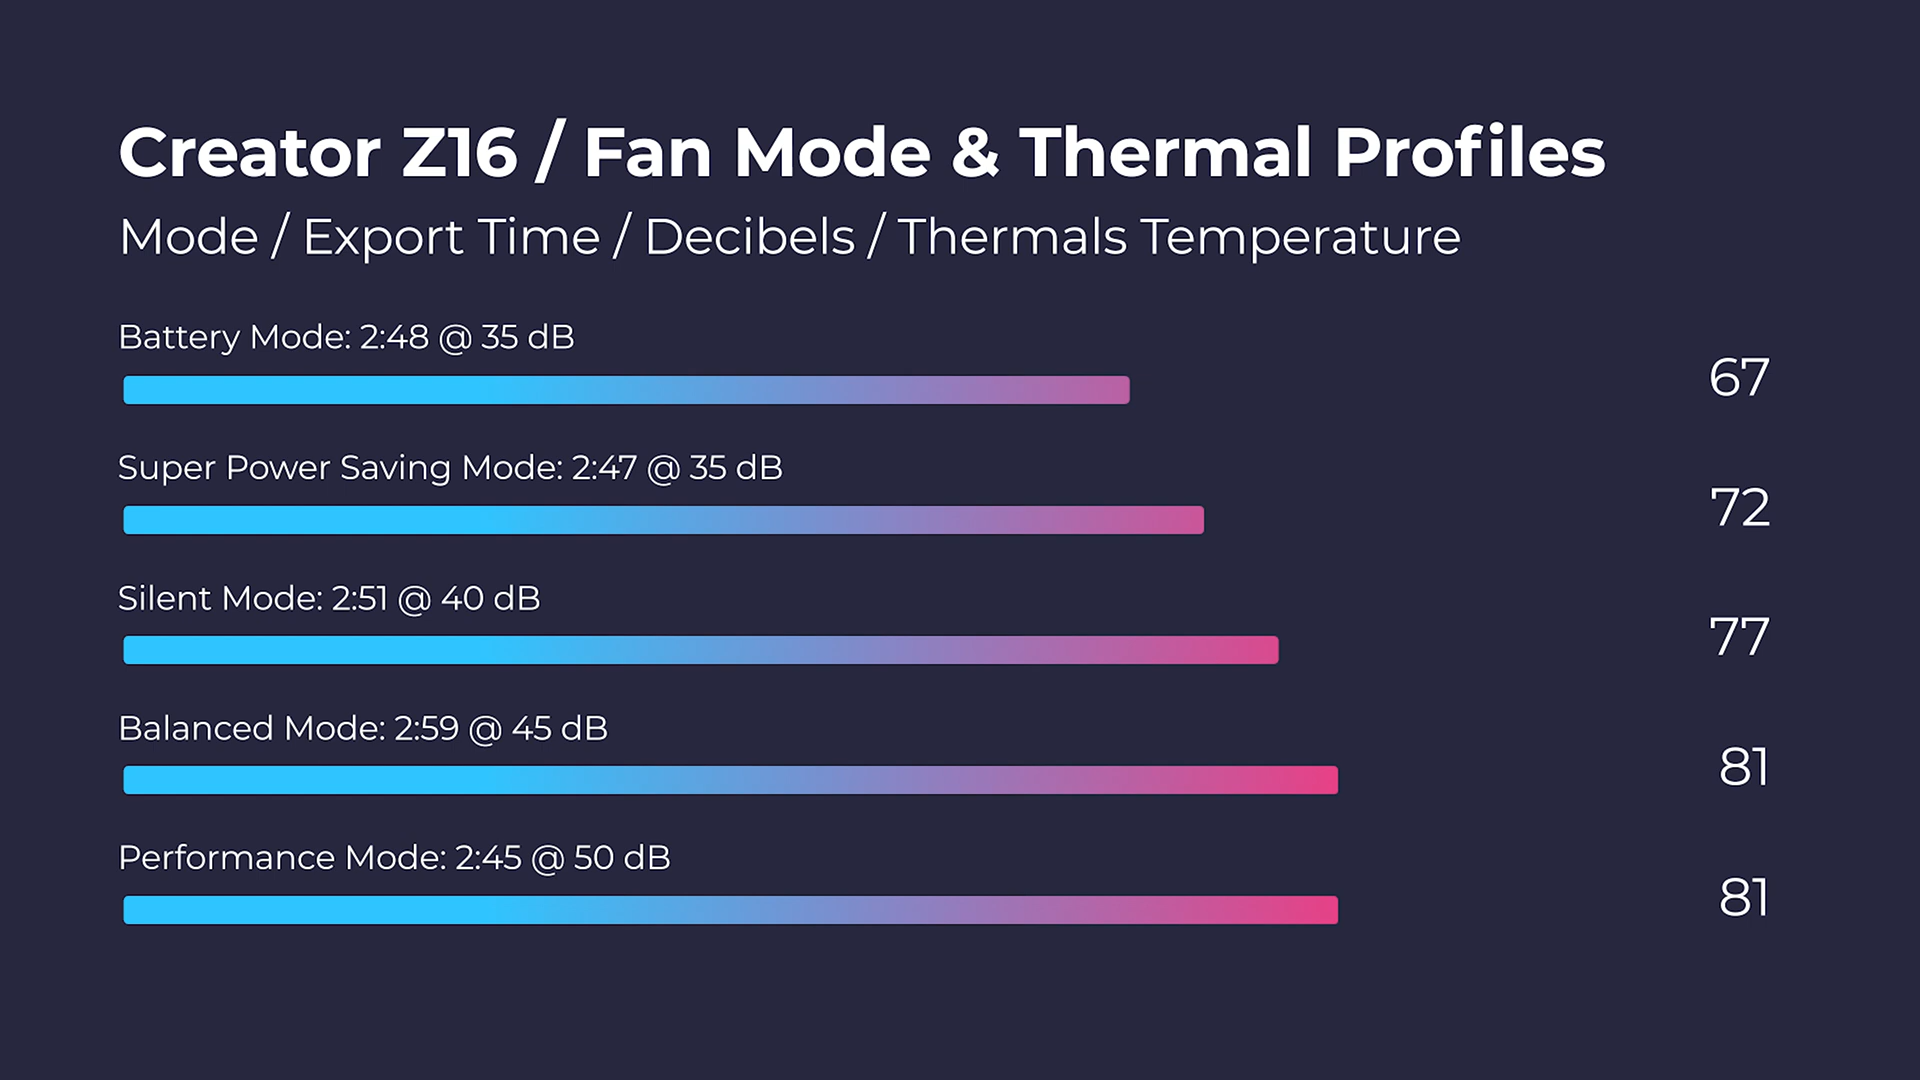 Creator Z16 / Fan Mode & Thermal Profiles
Mode / Export Time / Decibels / Thermals Temperature
Battery Mode: 2:48 @ 35 dB
67
Super Power Saving Mode: 2:47 @ 35 dB
72
Silent Mode: 2:51 @ 40 dB
77
Balanced Mode: 2:59 @ 45 dB
81
Performance Mode: 2:45 @ 50 dB
81